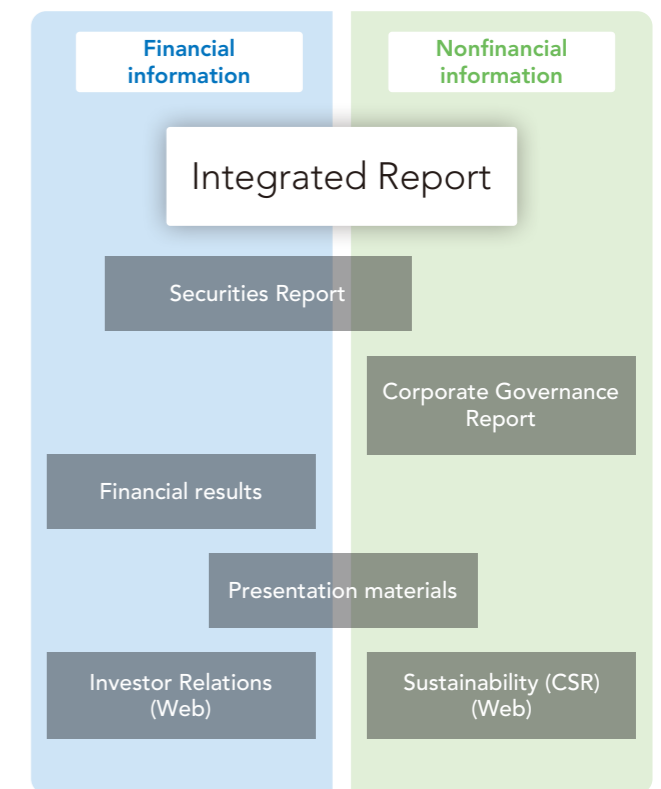 Financial
information
Nonfinancial
information
Integrated Report
Securities Report
Corporate Governance
Report
Financial results
Presentation materials
Investor Relations
(Web)
Sustainability (CSR)
(Web)